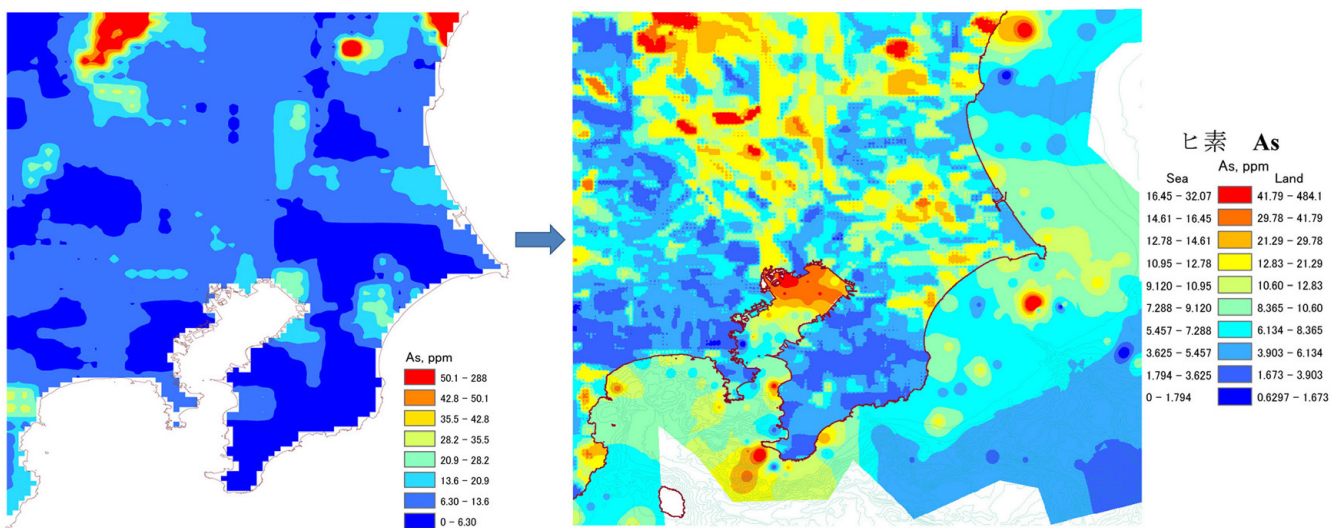 As, ppm
50.1 − 288
42.8 − 50.1
35.5 − 42.8
28.2 − 35.5
20.9 − 28.2
13.6 − 20.9
6.30 − 13.6
0 − 6.30
ヒ素 As
As, ppm
Sea Land
16.45 − 32.07 41.79 − 484.1
14.61 − 16.45 29.78 − 41.79
12.78 − 14.61 21.29 − 29.78
10.95 − 12.78 12.83 − 21.29
9.120 − 10.95 10.60 − 12.83
7.288 − 9.120 8.365 − 10.60
5.457 − 7.288 6.134 − 8.365
3.625 − 5.457 3.903 − 6.134
1.794 − 3.625 1.673 − 3.903
0 − 1.794 0.6297 − 1.673